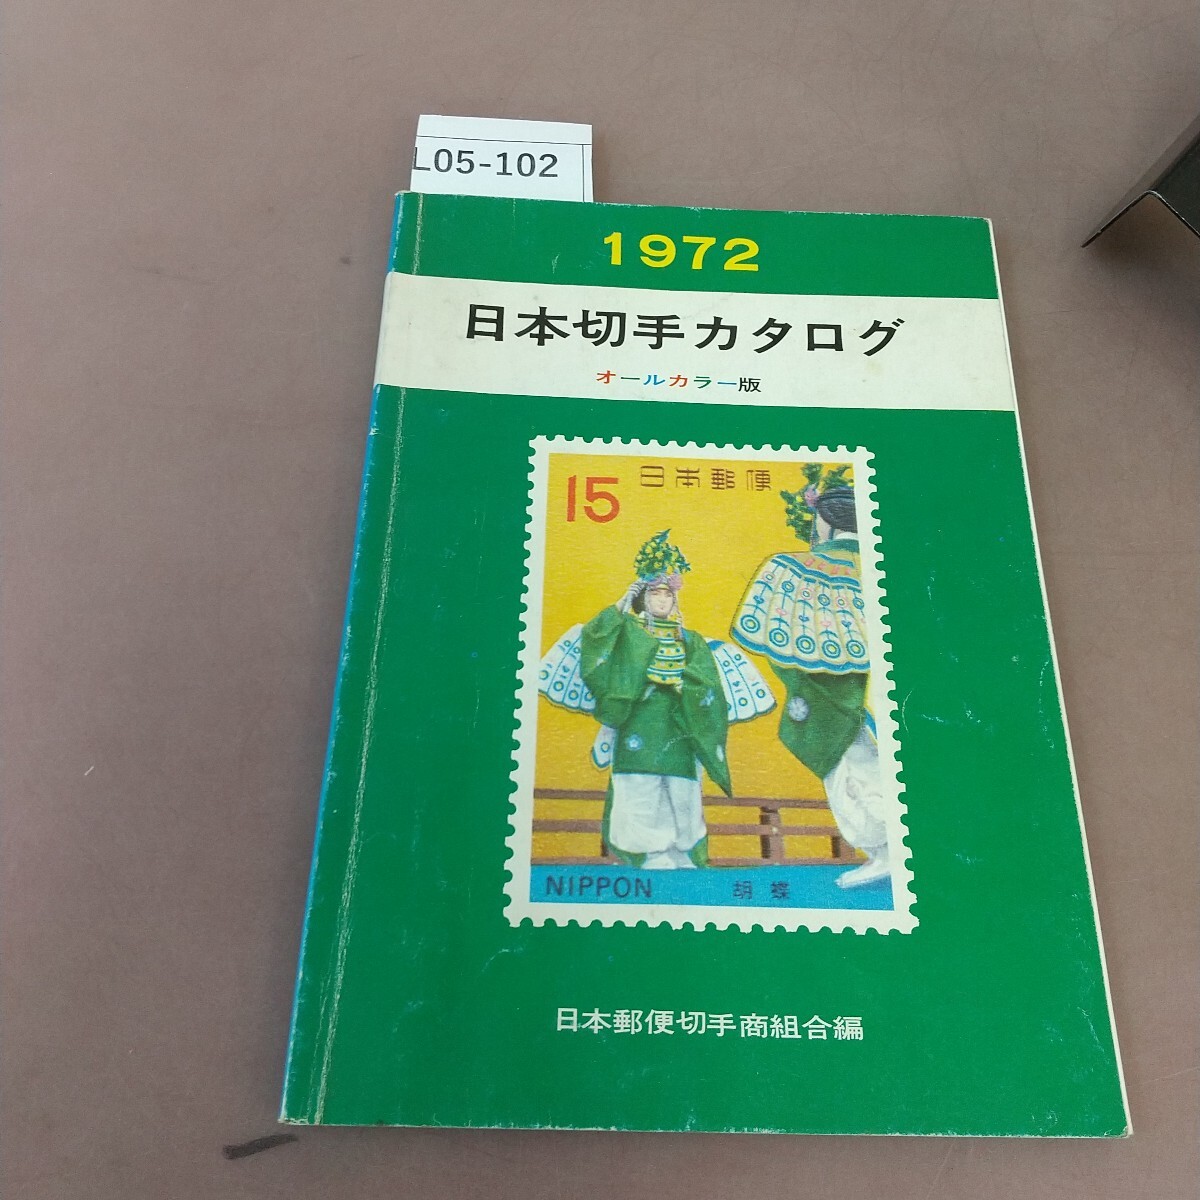 L05-102
1972
日本切手カタログ
オールカラー版
15
日本郵便
NIPPON 胡蝶
日本郵便切手商組合編